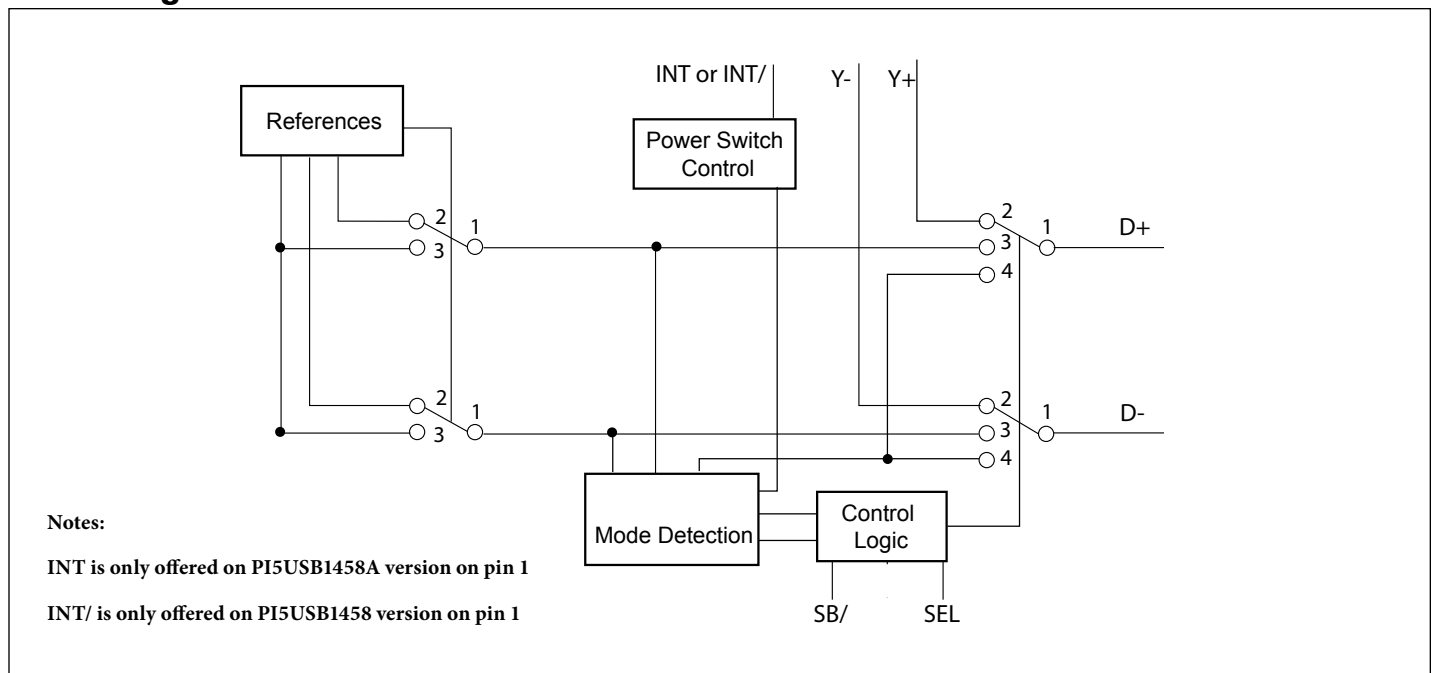 INT or INT/
Y-
Y+
References
Power Switch
Control
2
1
3
2
1
D+
3
4
2
1
3
2
1
D-
3
4
Mode Detection
Control
Logic
SB/
SEL
Notes:
INT is only offered on PI5USB1458A version on pin 1
INT/ is only offered on PI5USB1458 version on pin 1